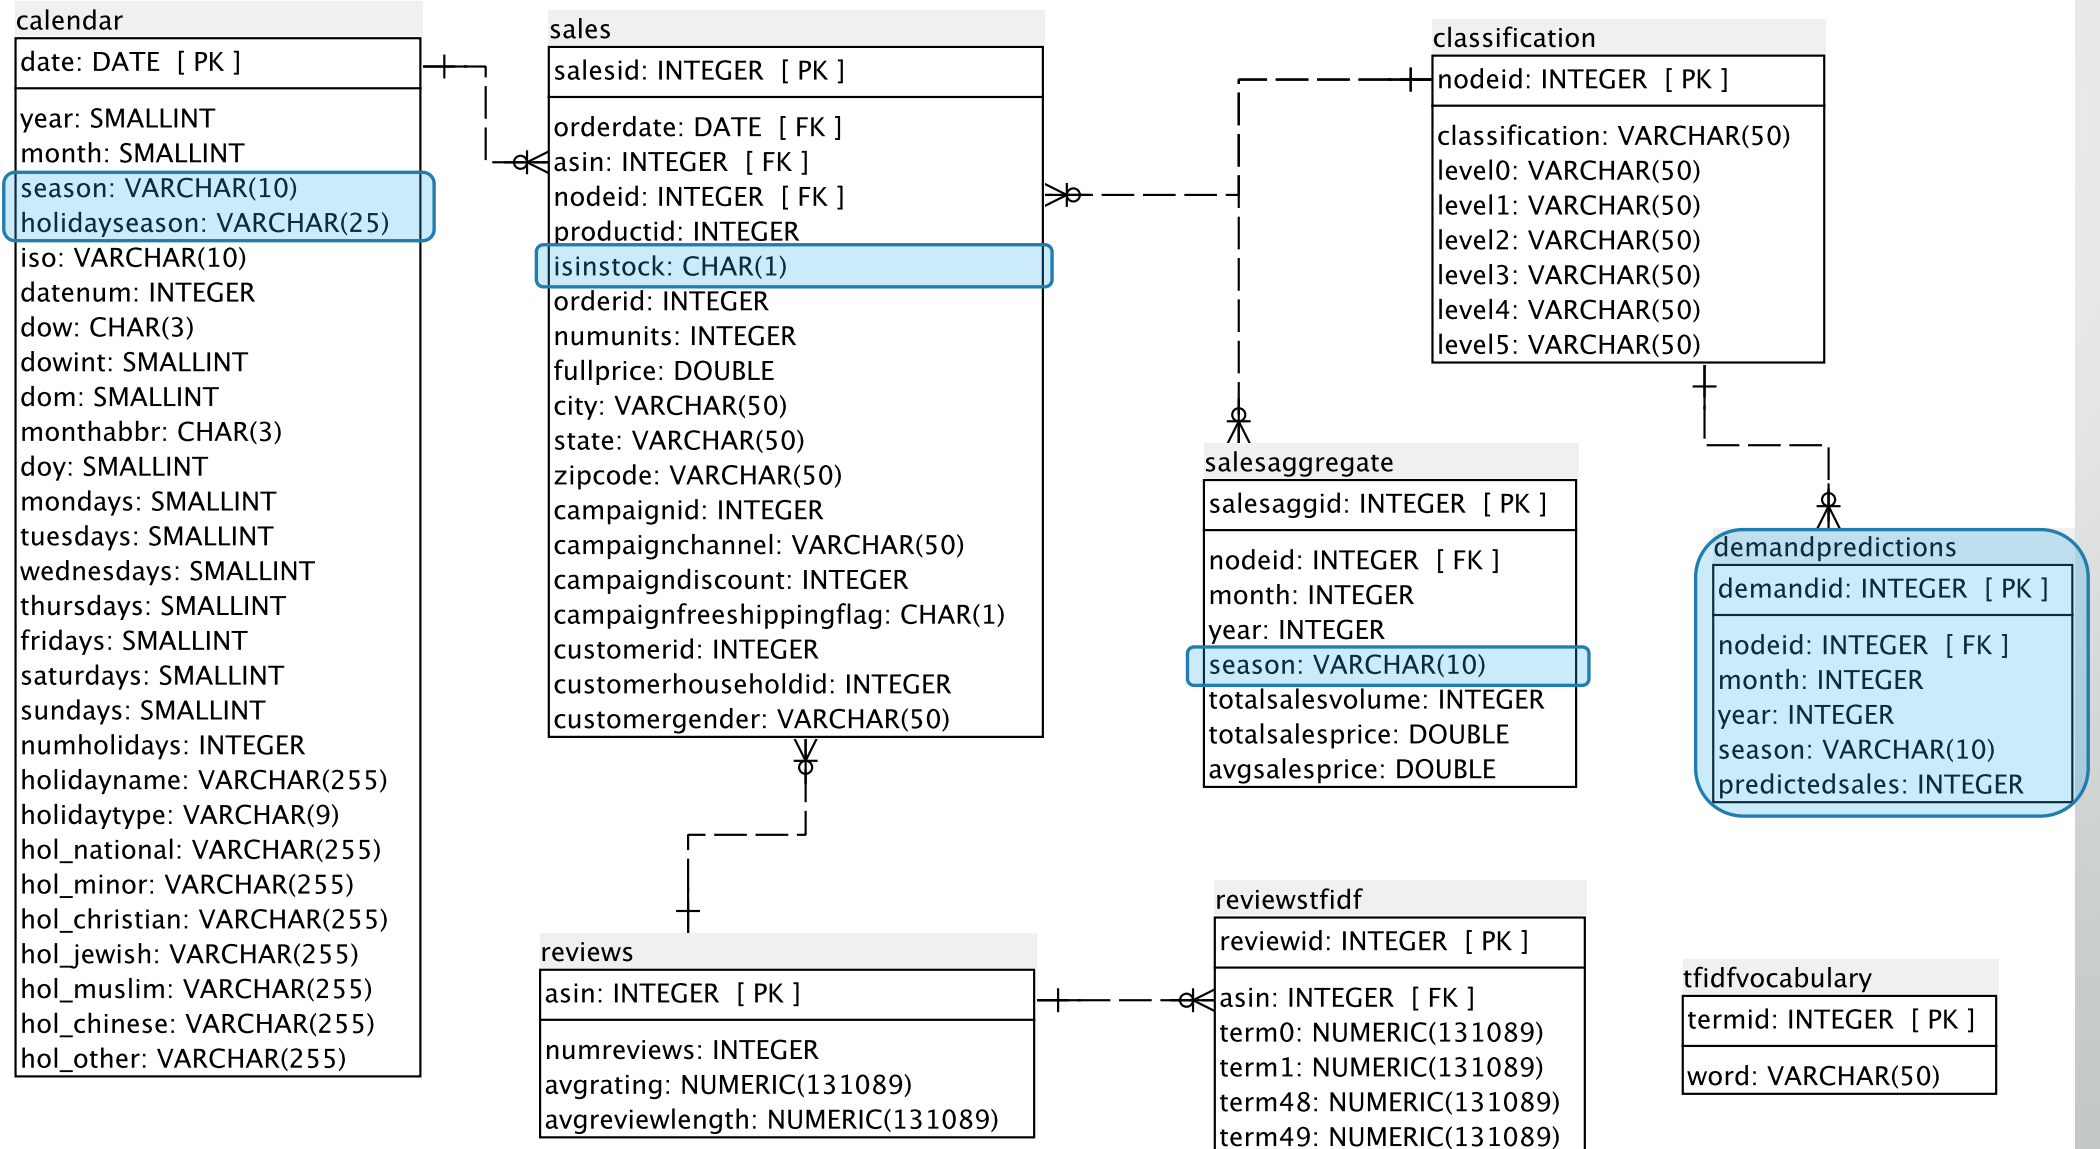 calendar
date: DATE [ PK ]
year: SMALLINT
month: SMALLINT
season: VARCHAR(10)
holidayseason: VARCHAR(25)
iso: VARCHAR(10)
datenum: INTEGER
dow: CHAR(3)
dowint: SMALLINT
dom: SMALLINT
monthabbr: CHAR(3)
doy: SMALLINT
mondays: SMALLINT
tuesdays: SMALLINT
wednesdays: SMALLINT
thursdays: SMALLINT
fridays: SMALLINT
saturdays: SMALLINT
sundays: SMALLINT
numholidays: INTEGER
holidayname: VARCHAR(255)
holidaytype: VARCHAR(9)
hol_national: VARCHAR(255)
hol_minor: VARCHAR(255)
hol_christian: VARCHAR(255)
hol_jewish: VARCHAR(255)
hol_muslim: VARCHAR(255)
hol_chinese: VARCHAR(255)
hol_other: VARCHAR(255)
sales
salesid: INTEGER [ PK ]
orderdate: DATE [ FK ]
asin: INTEGER [ FK ]
nodeid: INTEGER [ FK ]
productid: INTEGER
isinstock: CHAR(1)
orderid: INTEGER
numunits: INTEGER
fullprice: DOUBLE
city: VARCHAR(50)
state: VARCHAR(50)
zipcode: VARCHAR(50)
campaignid: INTEGER
campaignchannel: VARCHAR(50)
campaigndiscount: INTEGER
campaignfreeshippingflag: CHAR(1)
customerid: INTEGER
customerhouseholdid: INTEGER
customergender: VARCHAR(50)
classification
nodeid: INTEGER [ PK ]
classification: VARCHAR(50)
level0: VARCHAR(50)
level1: VARCHAR(50)
level2: VARCHAR(50)
level3: VARCHAR(50)
level4: VARCHAR(50)
level5: VARCHAR(50)
salesaggregate
salesaggid: INTEGER [ PK ]
nodeid: INTEGER [ FK ]
month: INTEGER
year: INTEGER
season: VARCHAR(10)
totalsalesvolume: INTEGER
totalsalesprice: DOUBLE
avgsalesprice: DOUBLE
demandpredictions
demandid: INTEGER [ PK ]
nodeid: INTEGER [ FK ]
month: INTEGER
year: INTEGER
season: VARCHAR(10)
predictedsales: INTEGER
reviews
asin: INTEGER [ PK ]
numreviews: INTEGER
avgrating: NUMERIC(131089)
avgreviewlength: NUMERIC(131089)
reviewstfidf
reviewid: INTEGER [ PK ]
asin: INTEGER [ FK ]
term0: NUMERIC(131089)
term1: NUMERIC(131089)
term48: NUMERIC(131089)
term49: NUMERIC(131089)
tfidfvocabulary
termid: INTEGER [ PK ]
word: VARCHAR(50)